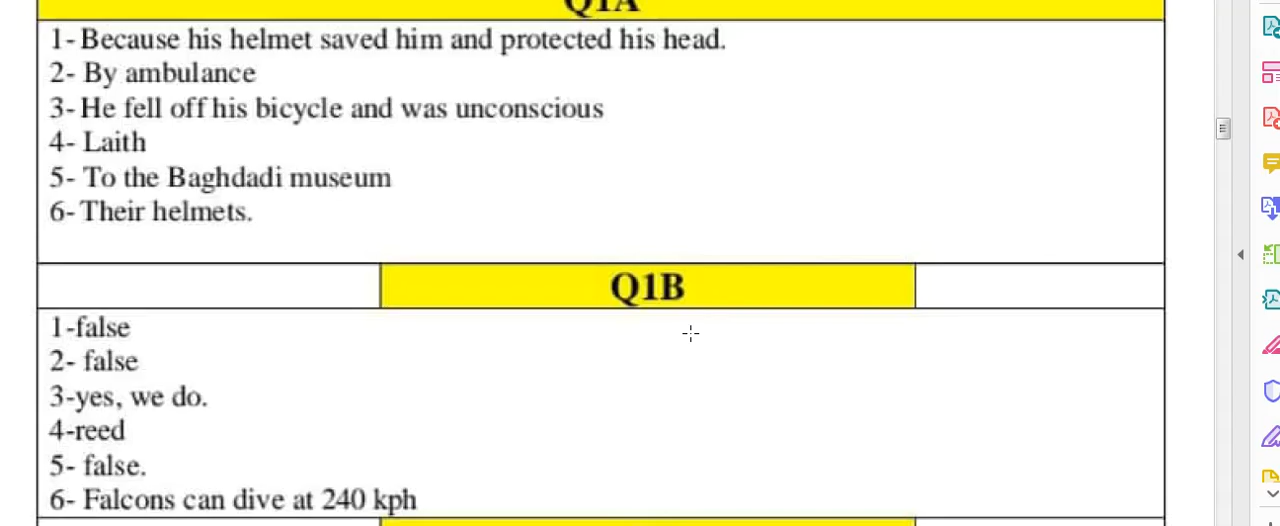 Q1A
1- Because his helmet saved him and protected his head.
2- By ambulance
3- He fell off his bicycle and was unconscious
4- Laith
5- To the Baghdadi museum
6- Their helmets.
Q1B
1-false
2- false
3-yes, we do.
4-reed
5- false.
6- Falcons can dive at 240 kph